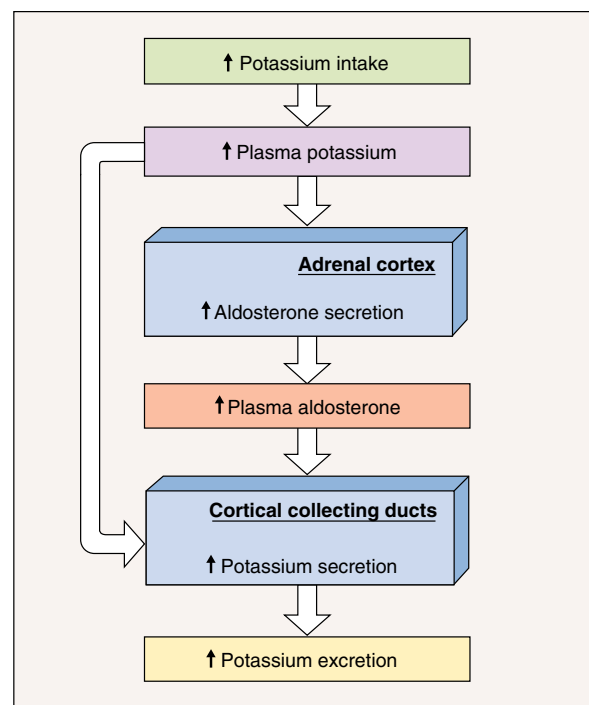 ↑ Potassium intake
↑ Plasma potassium
Adrenal cortex
↑ Aldosterone secretion
↑ Plasma aldosterone
Cortical collecting ducts
↑ Potassium secretion
↑ Potassium excretion